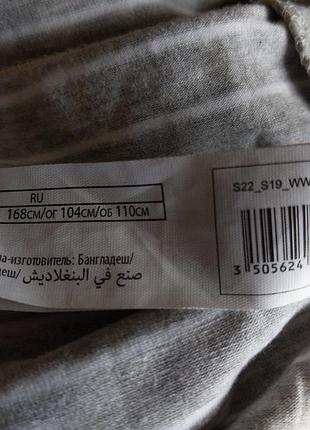 RU
168СМ/ОГ 104СМ/ОБ 110СМ
S22_S19_WW
-изготовитель: Бангладеш/
صنع في البنغلاديش
3 505624